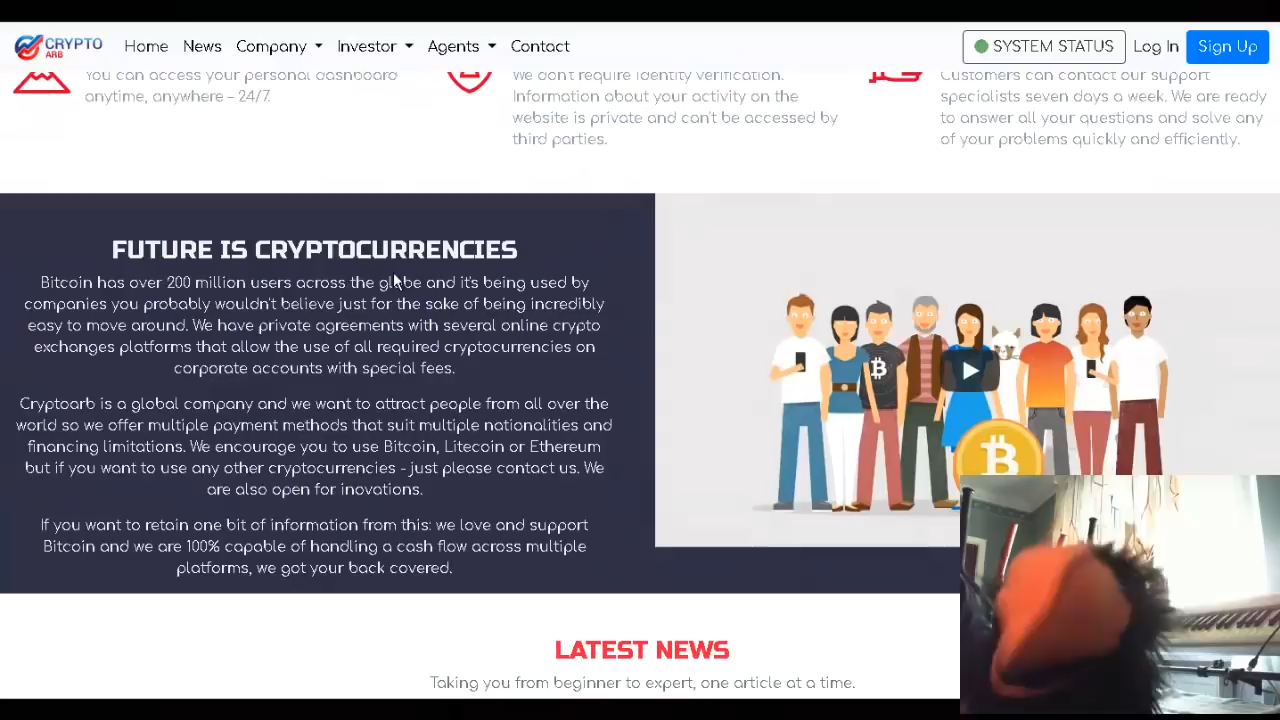 CRYPTO
ARB
Home News Company Investor Agents Contact
SYSTEM STATUS Log In Sign Up
You can access your personal dashboard
anytime, anywhere – 24/7.
We don't require identity verification.
Information about your activity on the
website is private and can't be accessed by
third parties.
Customers can contact our support
specialists seven days a week. We are ready
to answer all your questions and solve any
of your problems quickly and efficiently.
FUTURE IS CRYPTOCURRENCIES
Bitcoin has over 200 million users across the globe and it's being used by
companies you probably wouldn't believe just for the sake of being incredibly
easy to move around. We have private agreements with several online crypto
exchanges platforms that allow the use of all required cryptocurrencies on
corporate accounts with special fees.
Cryptoarb is a global company and we want to attract people from all over the
world so we offer multiple payment methods that suit multiple nationalities and
financing limitations. We encourage you to use Bitcoin, Litecoin or Ethereum
but if you want to use any other cryptocurrencies - just please contact us. We
are also open for inovations.
If you want to retain one bit of information from this: we love and support
Bitcoin and we are 100% capable of handling a cash flow across multiple
platforms, we got your back covered.
LATEST NEWS
Taking you from beginner to expert, one article at a time.